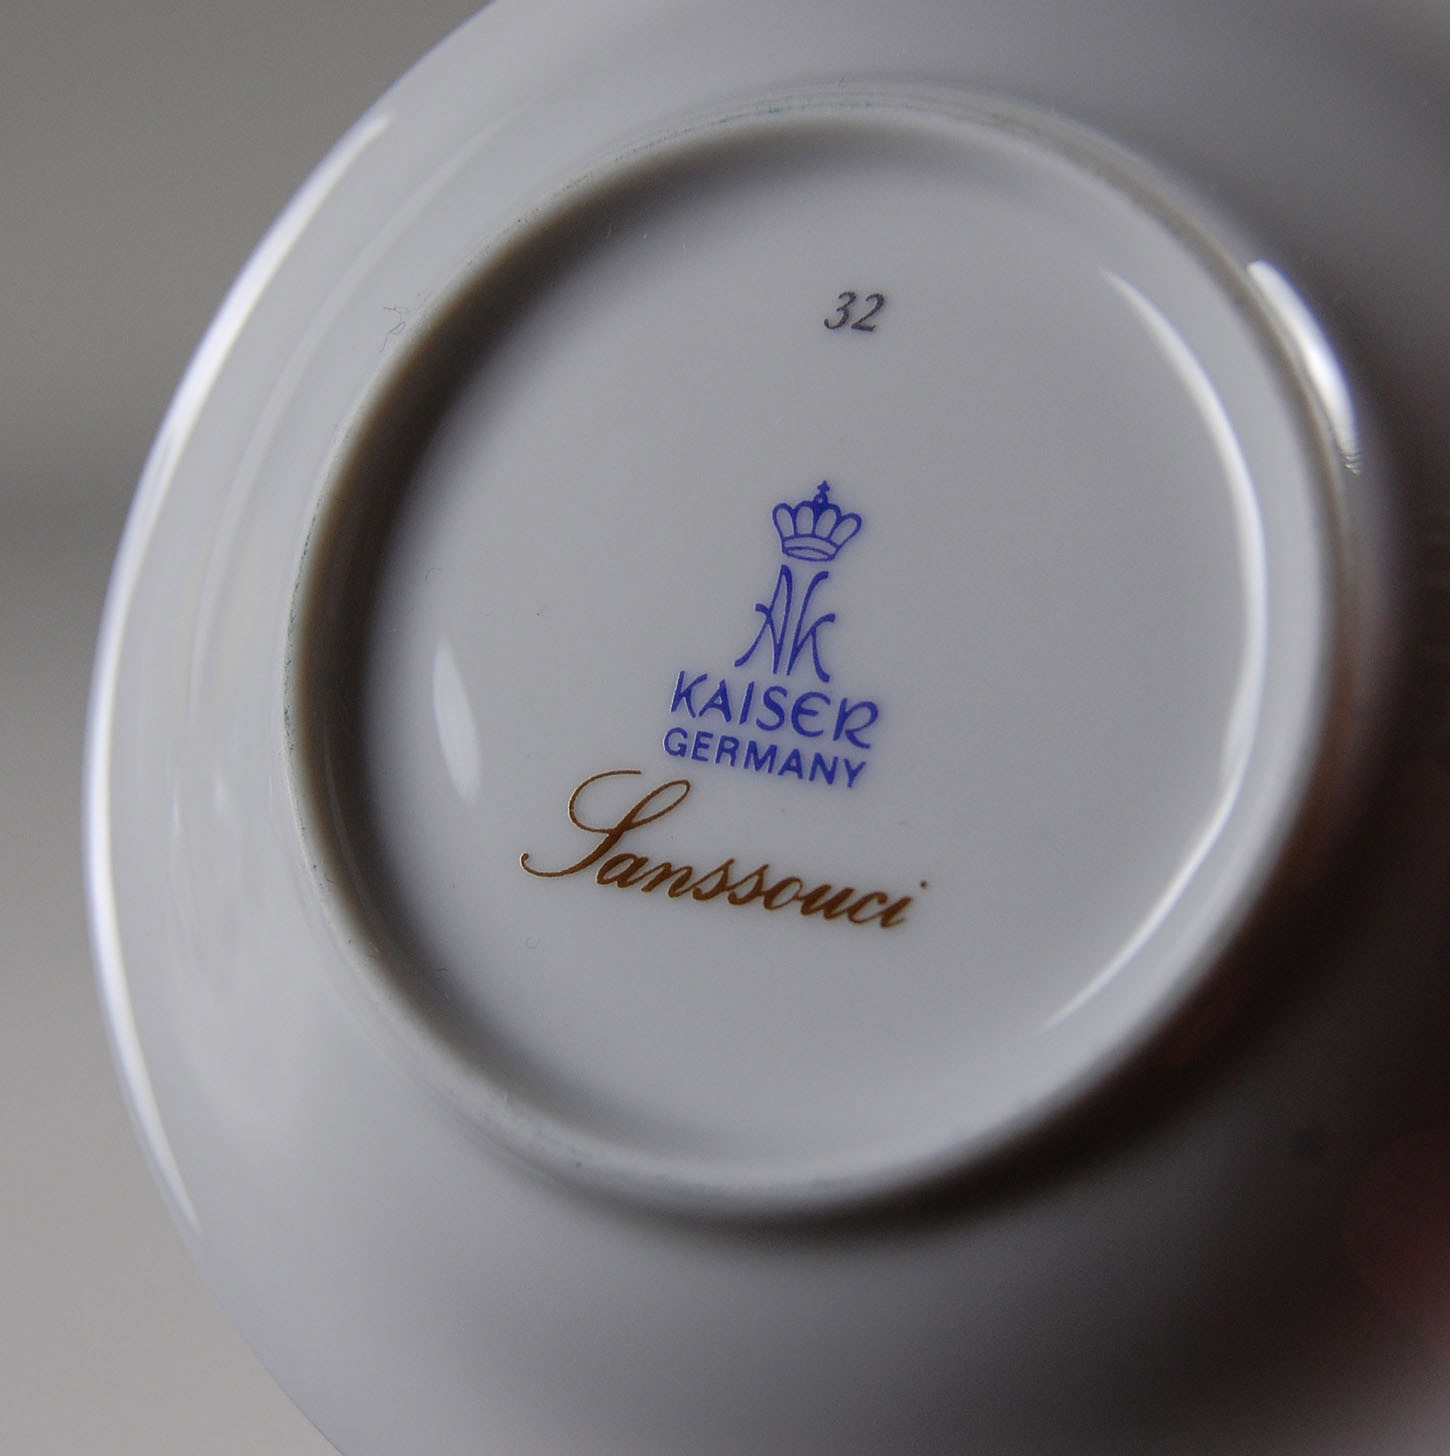 32
AK
KAISER
GERMANY
Sanssouci